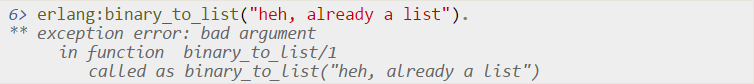 6> erlang:binary_to_list("heh, already a list").
** exception error: bad argument
in function binary_to_list/1
called as binary_to_list("heh, already a list")